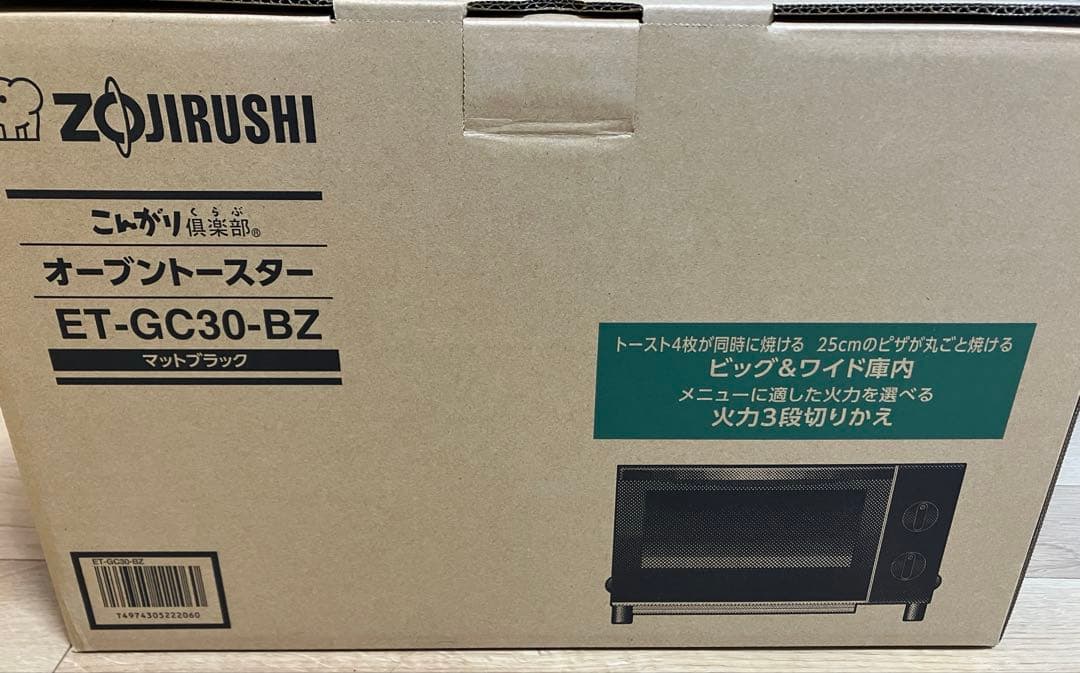 ZOJIRUSHI
こんがり倶楽部®
くらぶ
オーブントースター
ET-GC30-BZ
マットブラック
トースト4枚が同時に焼ける 25cmのピザが丸ごと焼ける
ビッグ&ワイド庫内
メニューに適した火力を選べる
火力3段切りかえ
ET-GC30-BZ
T4974305222060